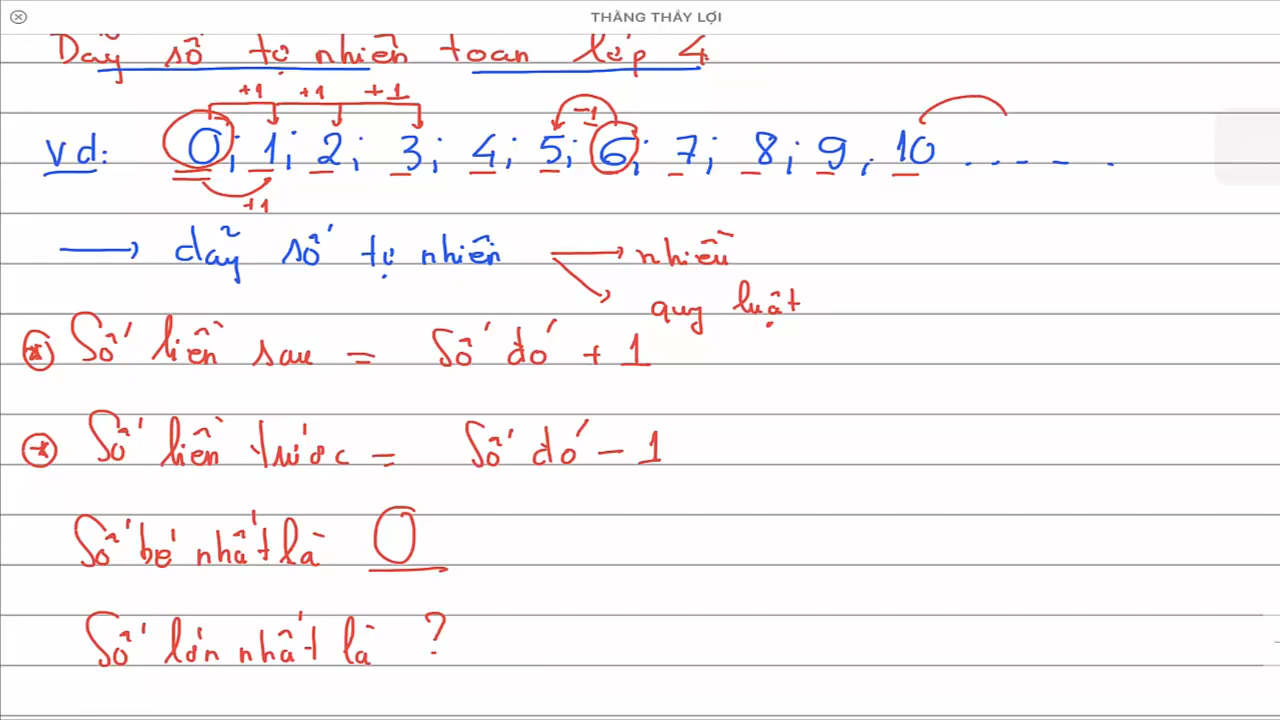 THẮNG THẦY LỢI
Dãy số tự nhiên toan lớp 4
+1 +1 +1 -1
vd: 0; 1; 2; 3; 4; 5; 6; 7; 8; 9, 10 ......
+1
→ dãy số tự nhiên → nhiều
→ quy luật
* Số liền sau = Số đó + 1
* Số liền trước = Số đó - 1
Số bé nhất là 0
Số lớn nhất là ?